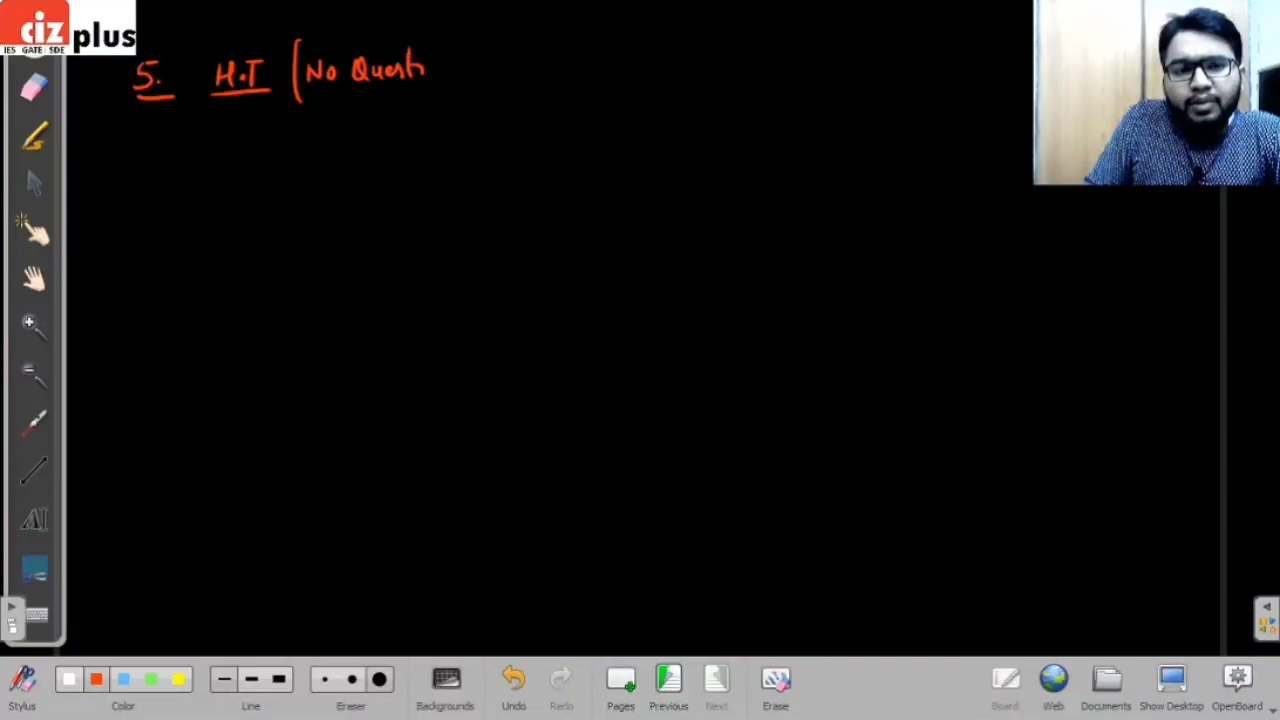 ciz plus
IES GATE SDE
5. H.T (No Questi
Stylus
Color
Line
Eraser
Backgrounds
Undo
Redo
Pages
Previous
Next
Erase
Board
Web
Documents
Show Desktop
OpenBoard